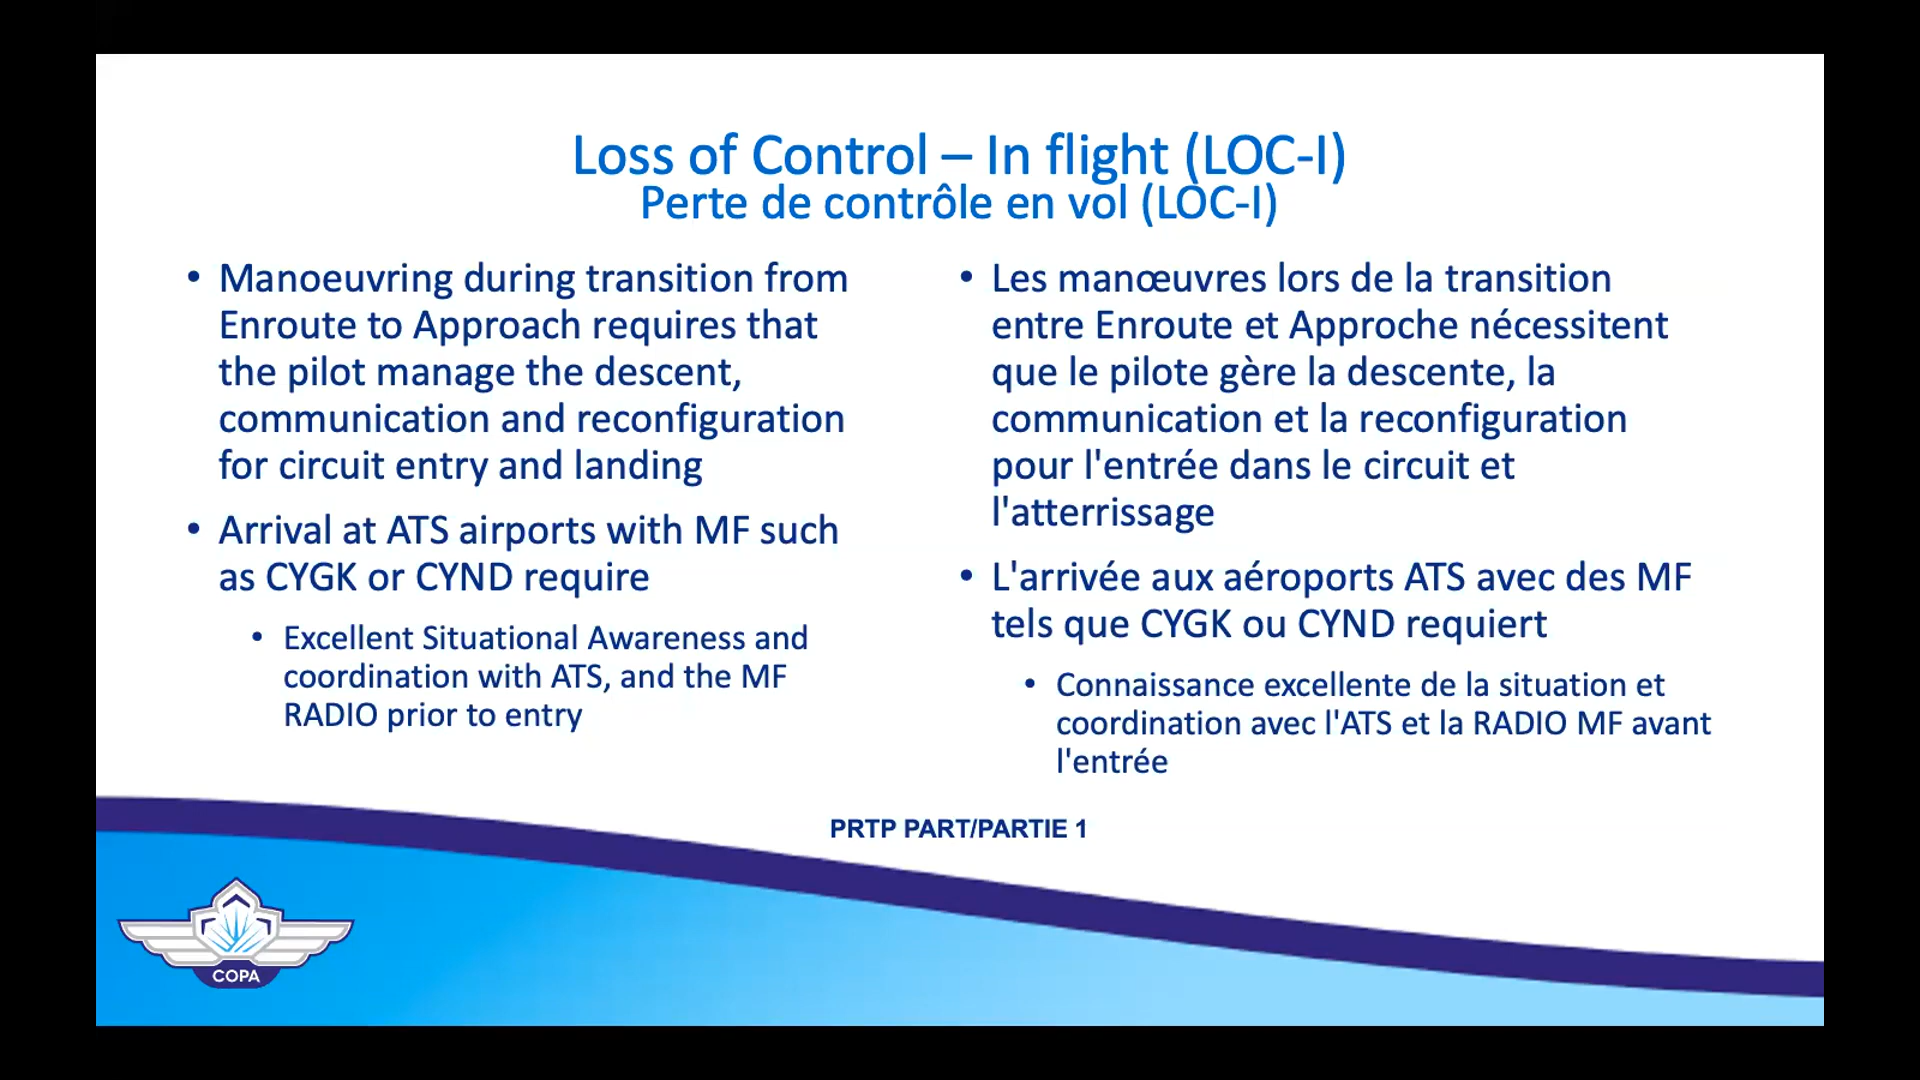 Loss of Control – In flight (LOC-I)
Perte de contrôle en vol (LOC-I)
• Manoeuvring during transition from
Enroute to Approach requires that
the pilot manage the descent,
communication and reconfiguration
for circuit entry and landing
• Arrival at ATS airports with MF such
as CYGK or CYND require
• Excellent Situational Awareness and
coordination with ATS, and the MF
RADIO prior to entry
• Les manœuvres lors de la transition
entre Enroute et Approche nécessitent
que le pilote gère la descente, la
communication et la reconfiguration
pour l'entrée dans le circuit et
l'atterrissage
• L'arrivée aux aéroports ATS avec des MF
tels que CYGK ou CYND requiert
• Connaissance excellente de la situation et
coordination avec l'ATS et la RADIO MF avant
l'entrée
PRTP PART/PARTIE 1
COPA